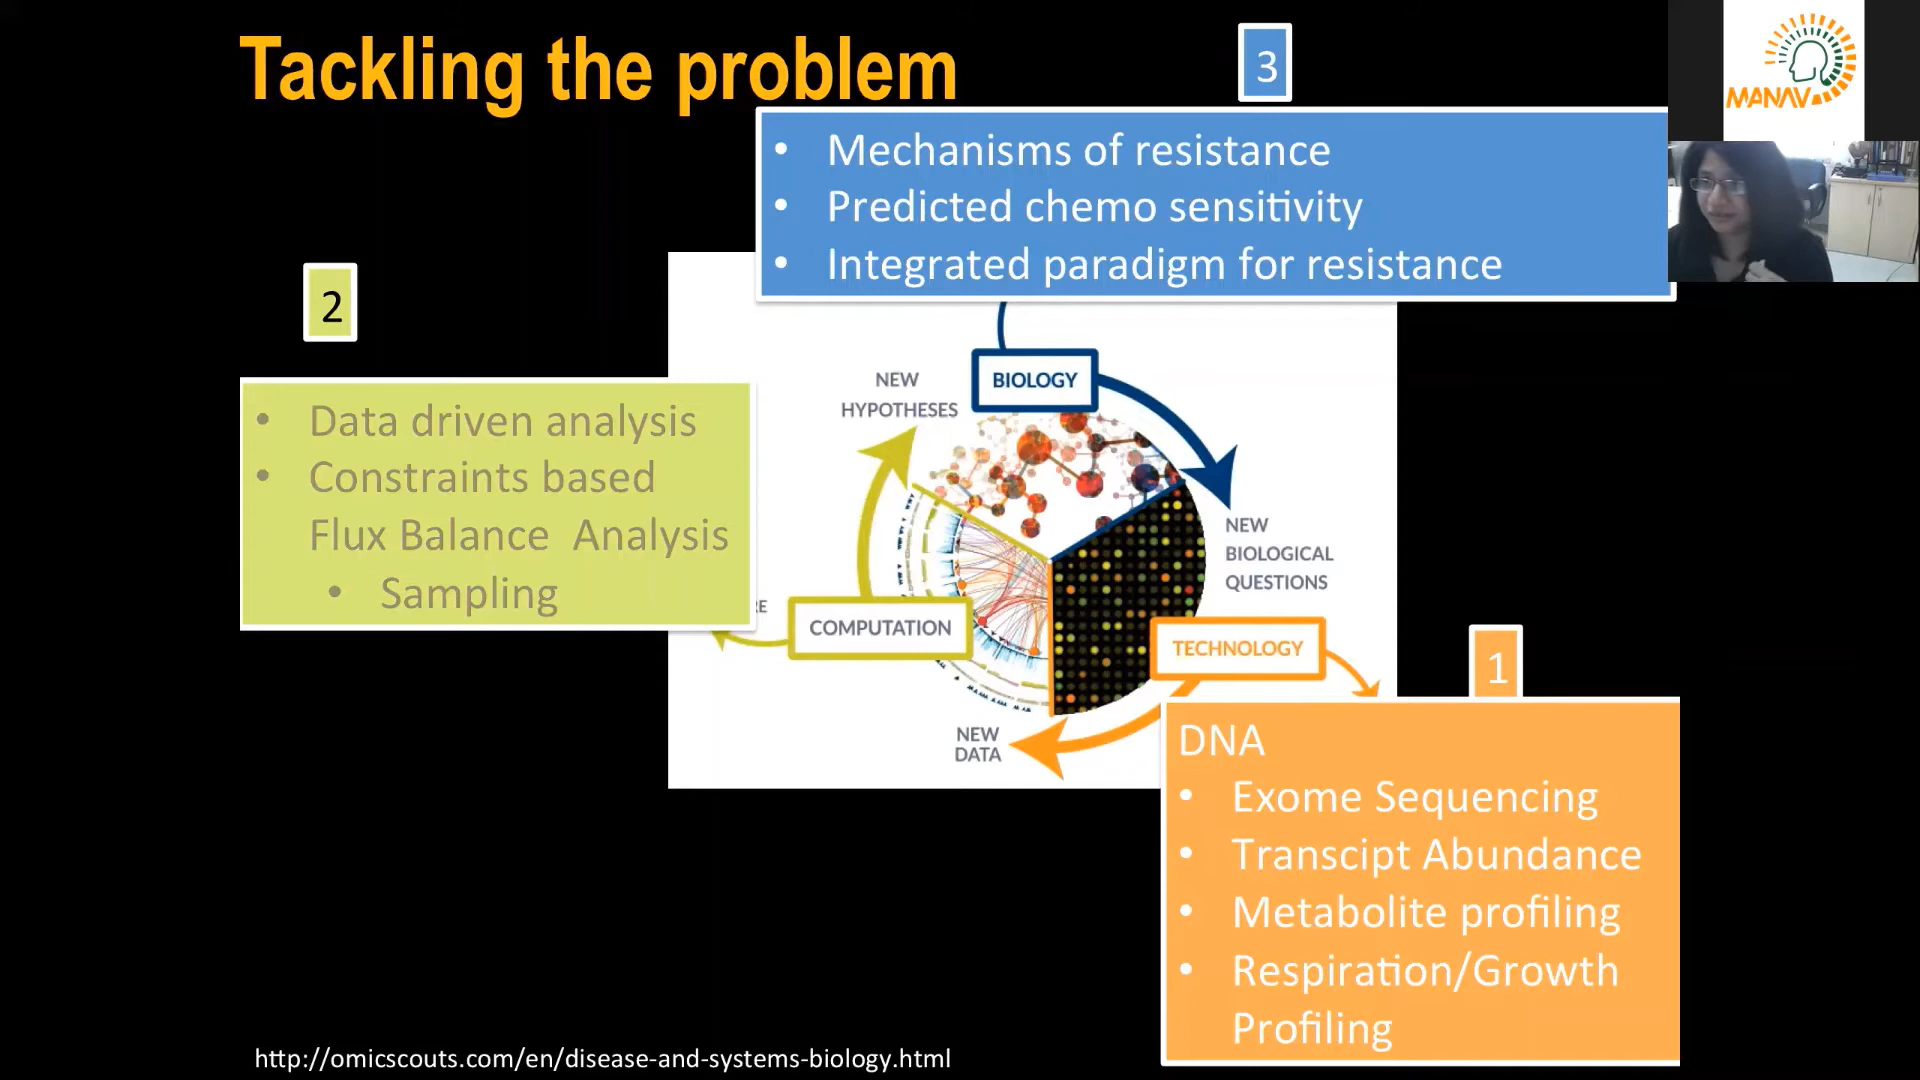 Tackling the problem
3
MANAV
• Mechanisms of resistance
• Predicted chemo sensitivity
• Integrated paradigm for resistance
2
• Data driven analysis
• Constraints based
Flux Balance Analysis
• Sampling
NEW
HYPOTHESES
BIOLOGY
NEW
BIOLOGICAL
QUESTIONS
RE
COMPUTATION
TECHNOLOGY
NEW
DATA
1
DNA
• Exome Sequencing
• Transcipt Abundance
• Metabolite profiling
• Respiration/Growth
Profiling
http://omicscouts.com/en/disease-and-systems-biology.html